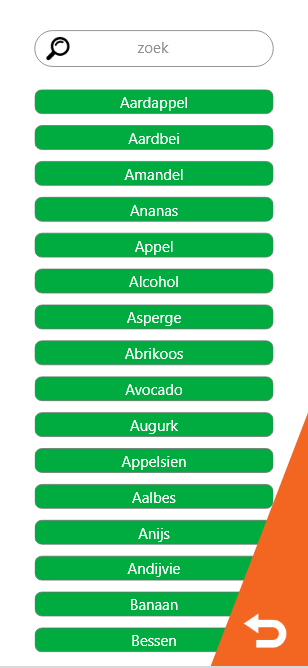 zoek
Aardappel
Aardbei
Amandel
Ananas
Appel
Alcohol
Asperge
Abrikoos
Avocado
Augurk
Appelsien
Aalbes
Anijs
Andijvie
Banaan
Bessen